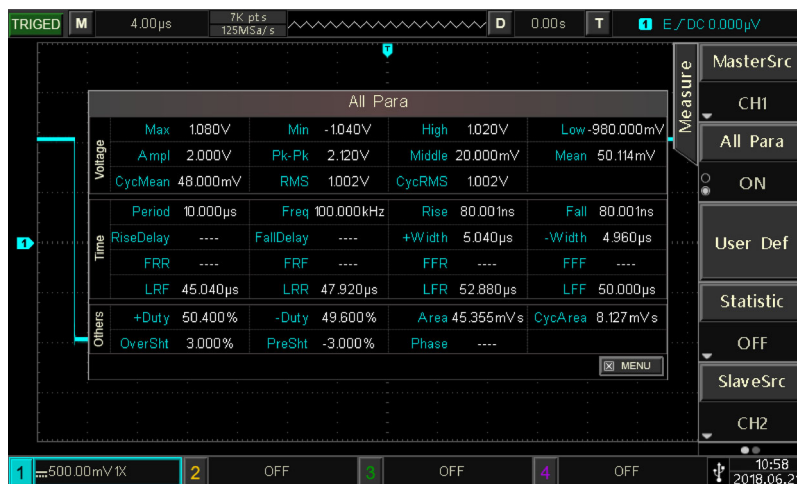 TRIGED M 4.00μs 7K pts 125MSa/s D 0.00s T 1 E DC 0.000μV
T
Measure
MasterSrc
CH1
All Para
ON
User Def
Statistic
OFF
SlaveSrc
CH2
All Para
Voltage
Max 1.080V Min -1.040V High 1.020V Low -980.000mV
Ampl 2.000V Pk-Pk 2.120V Middle 20.000mV Mean 50.114mV
CycMean 48.000mV RMS 1.002V CycRMS 1.002V
Time
Period 10.000μs Freq 100.000kHz Rise 80.001ns Fall 80.001ns
RiseDelay ---- FallDelay ---- +Width 5.040μs -Width 4.960μs
FRR ---- FRF ---- FFR ---- FFF ----
LRF 45.040μs LRR 47.920μs LFR 52.880μs LFF 50.000μs
Others
+Duty 50.400% -Duty 49.600% Area 45.355mVs CycArea 8.127mVs
OverSht 3.000% PreSht -3.000% Phase ----
MENU
1
1 500.00mV 1X 2 OFF 3 OFF 4 OFF
10:58
2018.06.21